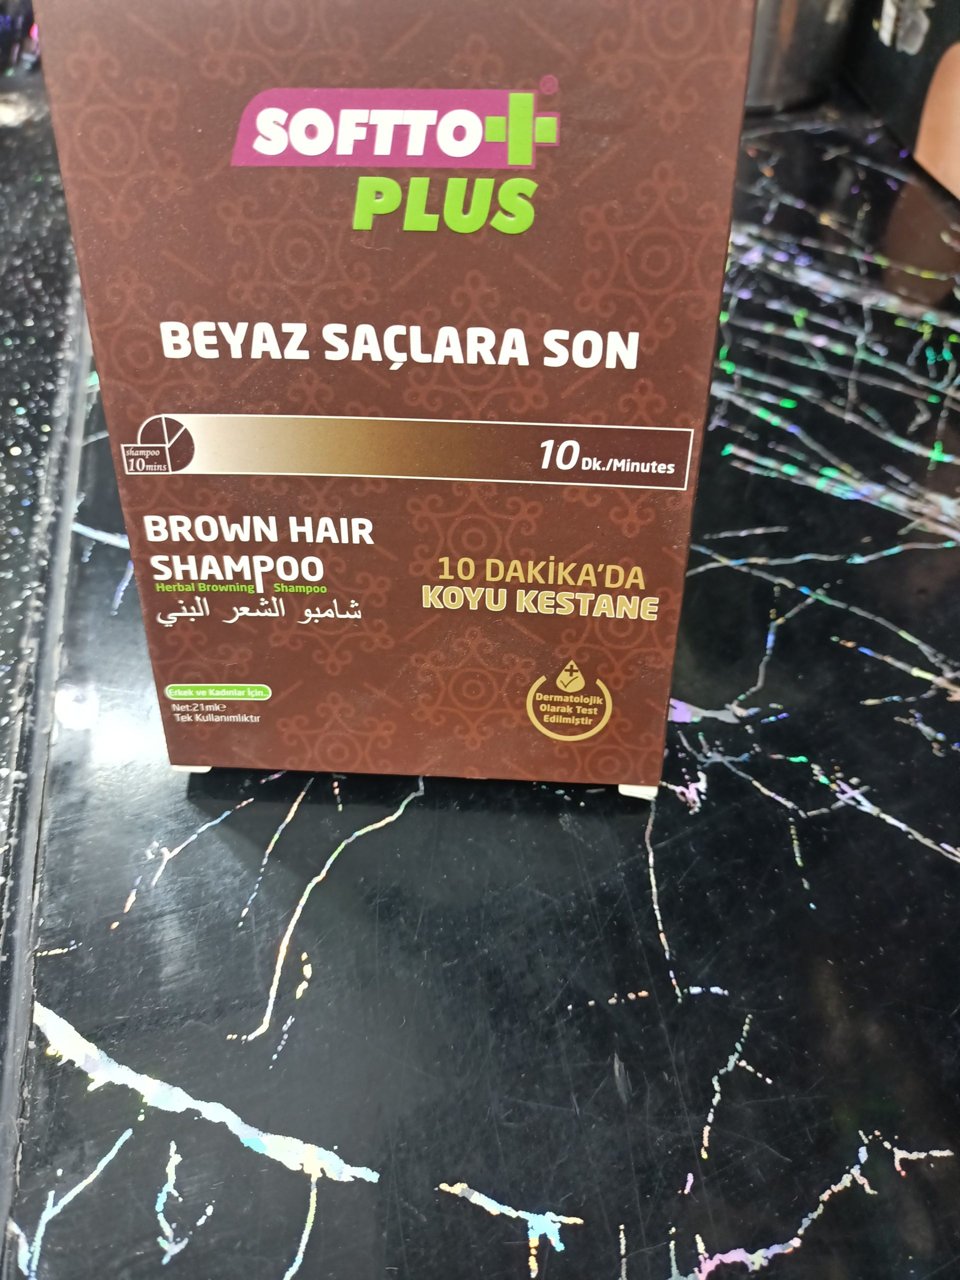 SOFTTO+®
PLUS
BEYAZ SAÇLARA SON
shampoo
10mins
10 Dk./Minutes
BROWN HAIR
SHAMPOO
Herbal Browning Shampoo
شامبو الشعر البني
10 DAKİKA'DA
KOYU KESTANE
Erkek ve Kadınlar İçin...
Net:21ml℮
Tek Kullanımlıktır
Dermatolojik
Olarak Test
Edilmiştir